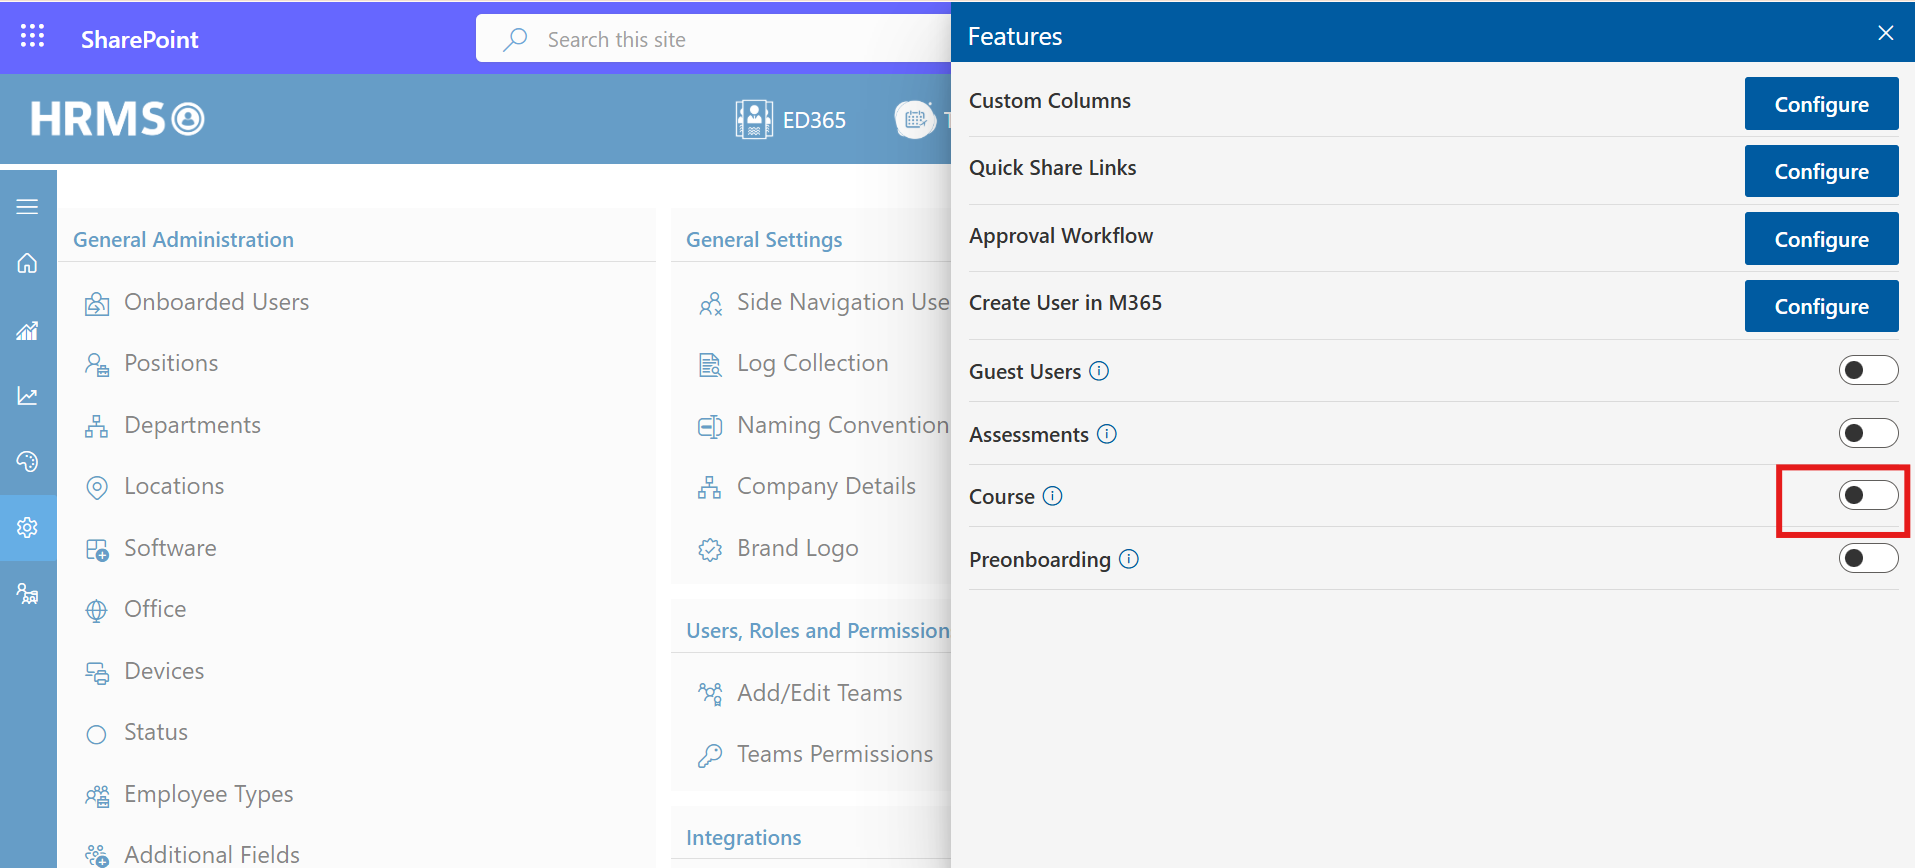 SharePoint
Search this site
HRMS
ED365
T
General Administration
Onboarded Users
Positions
Departments
Locations
Software
Office
Devices
Status
Employee Types
Additional Fields
General Settings
Side Navigation Use
Log Collection
Naming Convention
Company Details
Brand Logo
Users, Roles and Permission
Add/Edit Teams
Teams Permissions
Integrations
Features
Custom Columns
Configure
Quick Share Links
Configure
Approval Workflow
Configure
Create User in M365
Configure
Guest Users
Assessments
Course
Preonboarding